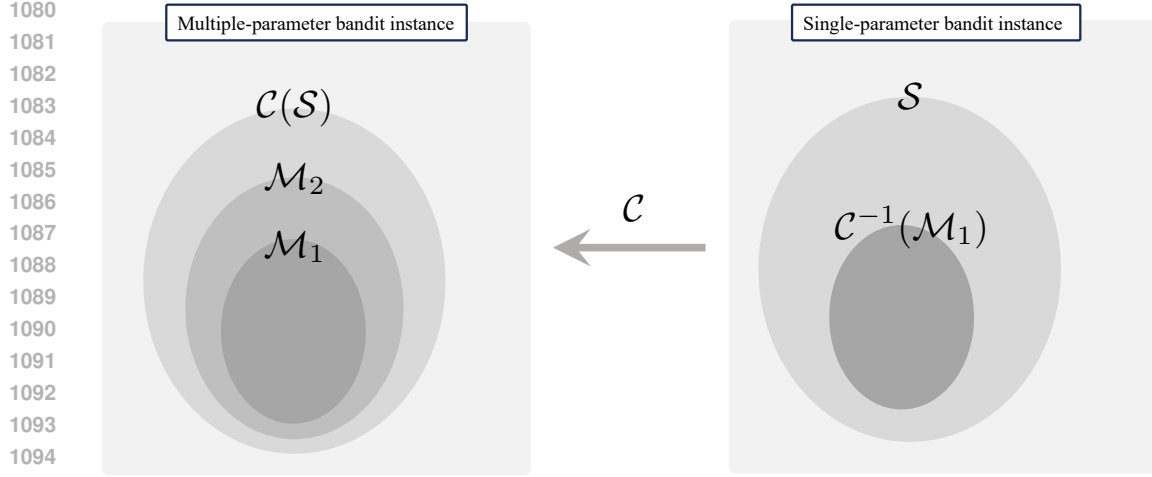 1080
1081
1082
1083
1084
1085
1086
1087
1088
1089
1090
1091
1092
1093
1094
Multiple-parameter bandit instance
𝒞(𝒮)
ℳ₂
ℳ₁
𝒞
Single-parameter bandit instance
𝒮
𝒞⁻¹(ℳ₁)